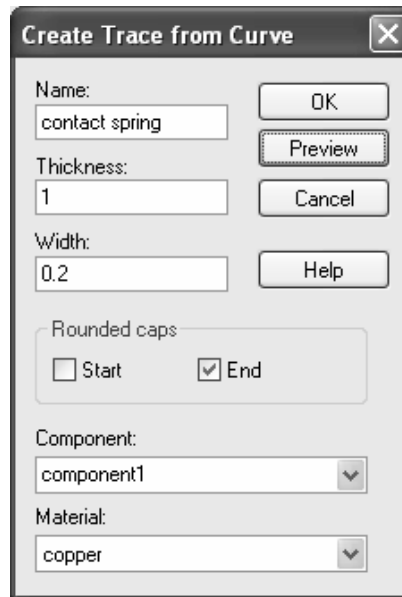 Create Trace from Curve
Name:
contact spring
OK
Preview
Thickness:
1
Cancel
Width:
0.2
Help
Rounded caps
Start
End
Component:
component1
Material:
copper